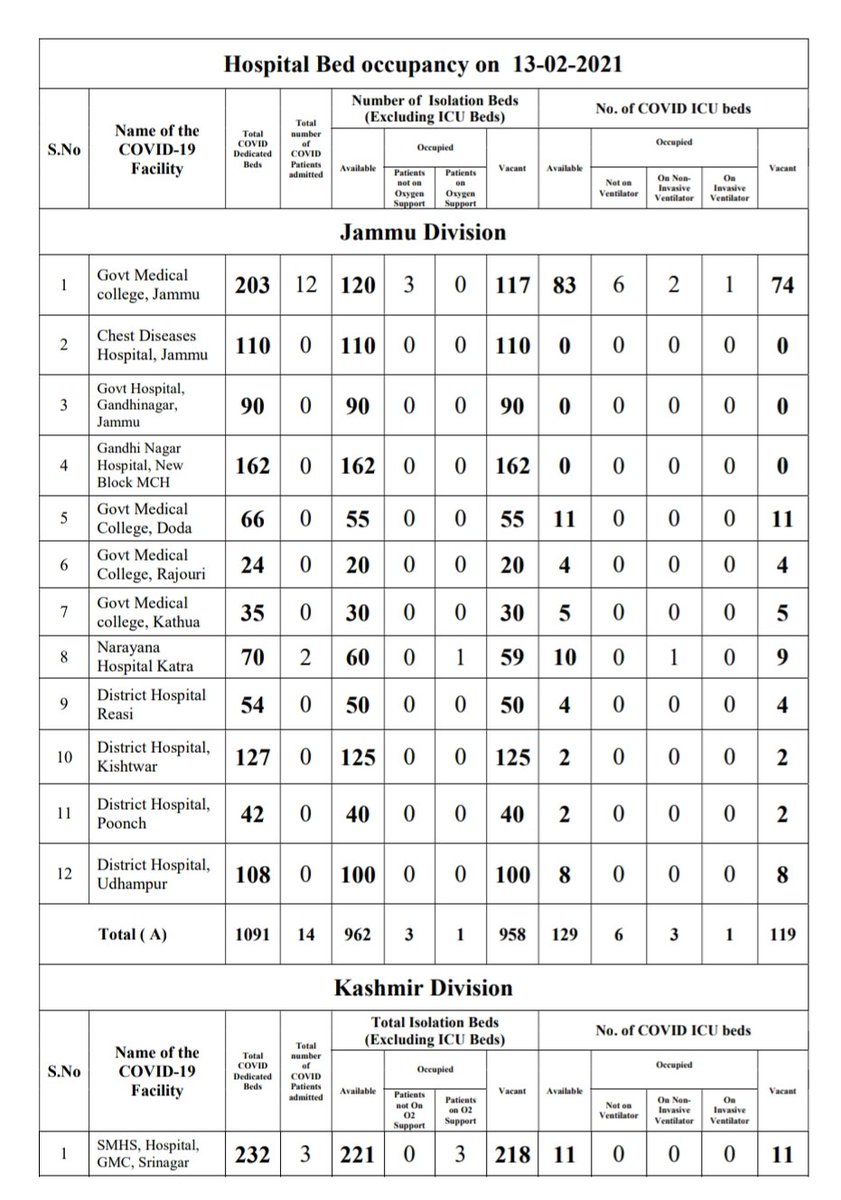 Hospital Bed occupancy on 13-02-2021
S.No
Name of the
COVID-19
Facility
Total
COVID
Dedicated
Beds
Total
number
of
COVID
Patients
admitted
Number of Isolation Beds
(Excluding ICU Beds)
Available
Occupied
Patients
not on
Oxygen
Support
Patients
on
Oxygen
Support
Vacant
No. of COVID ICU beds
Available
Occupied
Not on
Ventilator
On Non-
Invasive
Ventilator
On
Invasive
Ventilator
Vacant
Jammu Division
1 Govt Medical
college, Jammu 203 12 120 3 0 117 83 6 2 1 74
2 Chest Diseases
Hospital, Jammu 110 0 110 0 0 110 0 0 0 0 0
3 Govt Hospital,
Gandhinagar,
Jammu 90 0 90 0 0 90 0 0 0 0 0
4 Gandhi Nagar
Hospital, New
Block MCH 162 0 162 0 0 162 0 0 0 0 0
5 Govt Medical
College, Doda 66 0 55 0 0 55 11 0 0 0 11
6 Govt Medical
College, Rajouri 24 0 20 0 0 20 4 0 0 0 4
7 Govt Medical
college, Kathua 35 0 30 0 0 30 5 0 0 0 5
8 Narayana
Hospital Katra 70 2 60 0 1 59 10 0 1 0 9
9 District Hospital
Reasi 54 0 50 0 0 50 4 0 0 0 4
10 District Hospital,
Kishtwar 127 0 125 0 0 125 2 0 0 0 2
11 District Hospital,
Poonch 42 0 40 0 0 40 2 0 0 0 2
12 District Hospital,
Udhampur 108 0 100 0 0 100 8 0 0 0 8
Total ( A) 1091 14 962 3 1 958 129 6 3 1 119
Kashmir Division
S.No
Name of the
COVID-19
Facility
Total
COVID
Dedicated
Beds
Total
number
of
COVID
Patients
admitted
Total Isolation Beds
(Excluding ICU Beds)
Available
Occupied
Patients
not On
O2
Support
Patients
on O2
Support
Vacant
No. of COVID ICU beds
Available
Occupied
Not on
Ventilator
On Non-
Invasive
Ventilator
On
Invasive
Ventilator
Vacant
1 SMHS, Hospital,
GMC, Srinagar 232 3 221 0 3 218 11 0 0 0 11